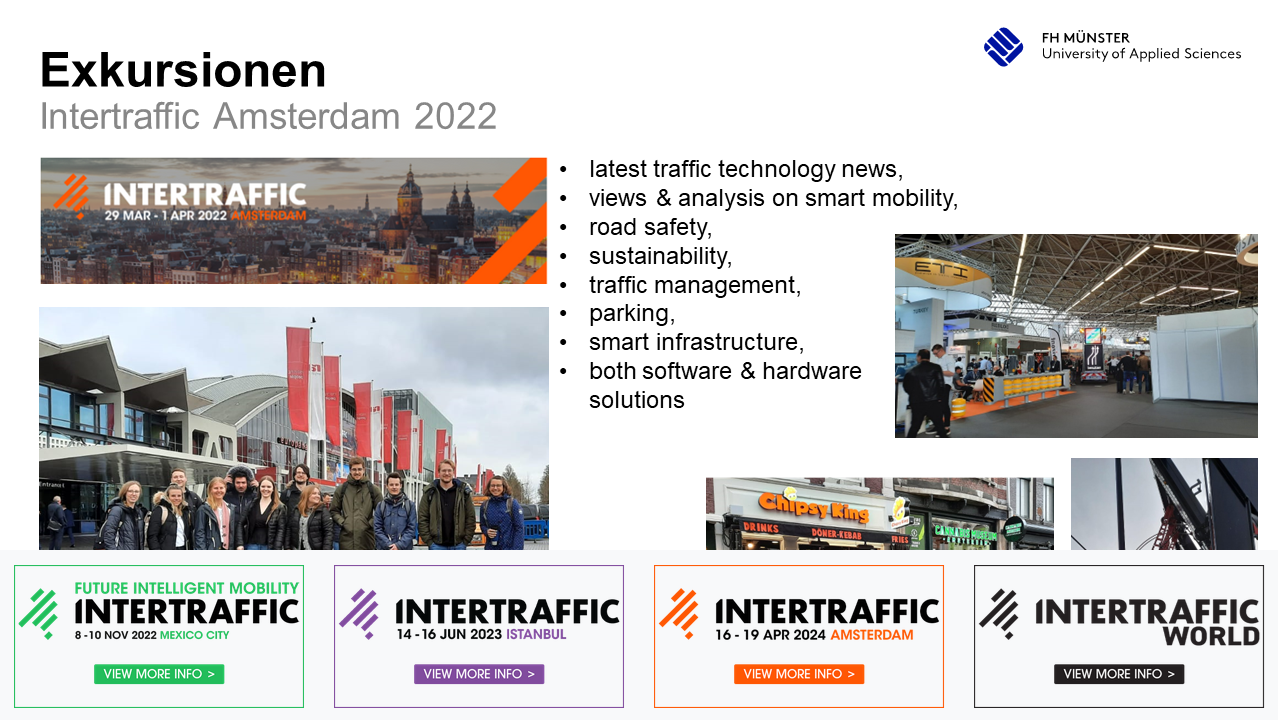 FH MÜNSTER
University of Applied Sciences
Exkursionen
Intertraffic Amsterdam 2022
INTERTRAFFIC
29 MAR - 1 APR 2022 AMSTERDAM
• latest traffic technology news,
• views & analysis on smart mobility,
• road safety,
• sustainability,
• traffic management,
• parking,
• smart infrastructure,
• both software & hardware
solutions
ETI
Entrance
Chipsy King
DRINKS DÖNER-KEBAB FRIES
CANNABIS MUSEUM
FUTURE INTELLIGENT MOBILITY
INTERTRAFFIC
8 -10 NOV 2022 MEXICO CITY
VIEW MORE INFO >
INTERTRAFFIC
14 -16 JUN 2023 ISTANBUL
VIEW MORE INFO >
INTERTRAFFIC
16 - 19 APR 2024 AMSTERDAM
VIEW MORE INFO >
INTERTRAFFIC
WORLD
VIEW MORE INFO >